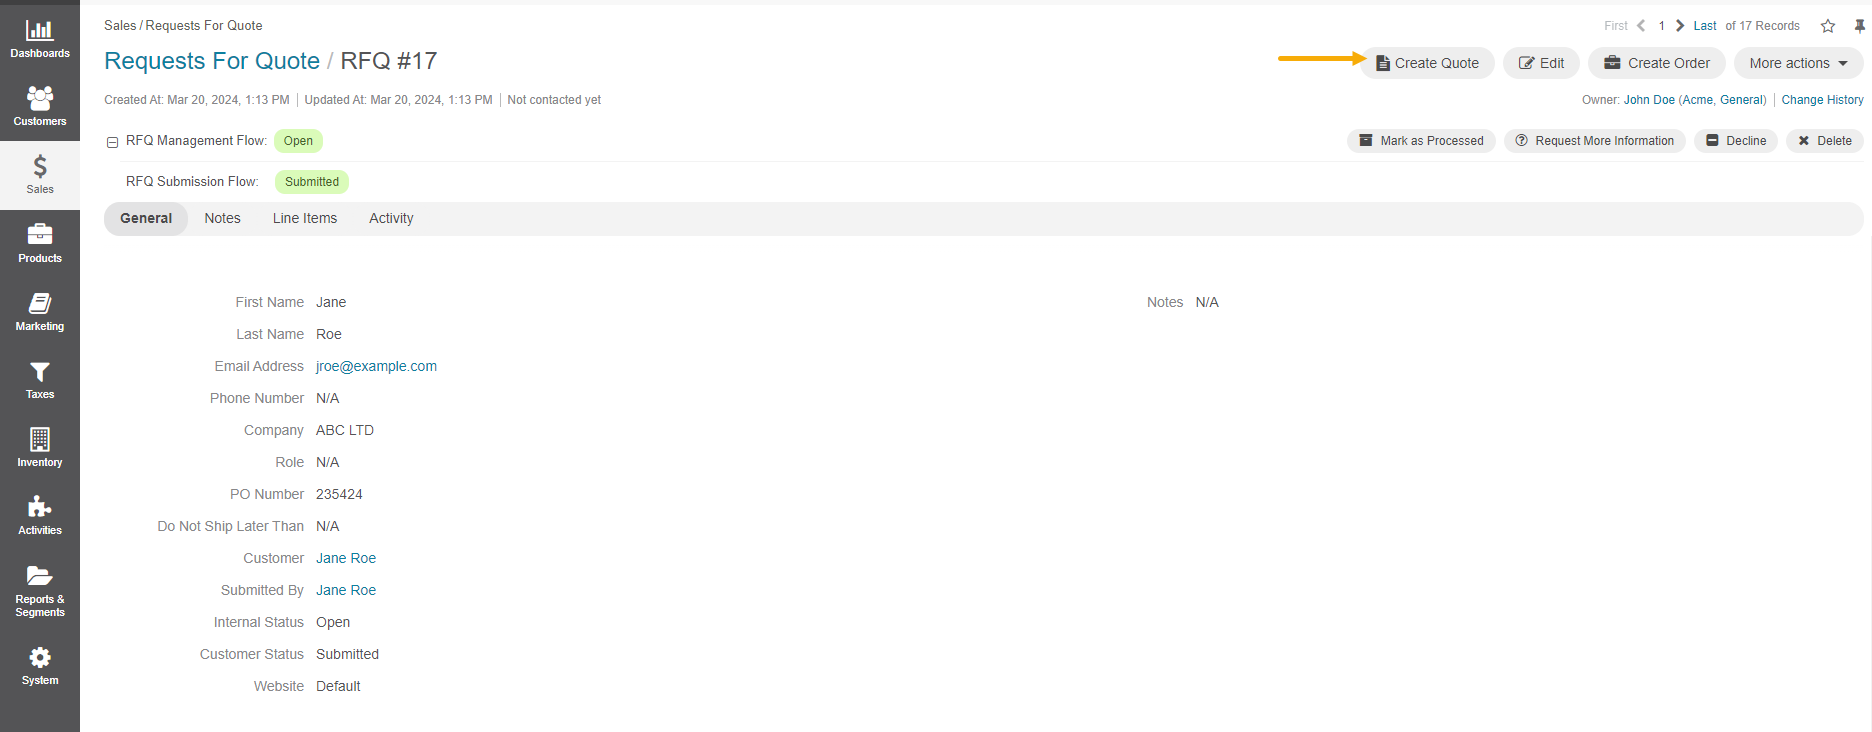 Dashboards
Customers
Sales
Products
Marketing
Taxes
Inventory
Activities
Reports &
Segments
System
Sales / Requests For Quote
First 1 Last of 17 Records
Requests For Quote / RFQ #17
Create Quote Edit Create Order More actions
Created At: Mar 20, 2024, 1:13 PM Updated At: Mar 20, 2024, 1:13 PM Not contacted yet
Owner: John Doe (Acme, General) Change History
RFQ Management Flow: Open
Mark as Processed Request More Information Decline Delete
RFQ Submission Flow: Submitted
General Notes Line Items Activity
First Name Jane
Last Name Roe
Email Address jroe@example.com
Phone Number N/A
Company ABC LTD
Role N/A
PO Number 235424
Do Not Ship Later Than N/A
Customer Jane Roe
Submitted By Jane Roe
Internal Status Open
Customer Status Submitted
Website Default
Notes N/A